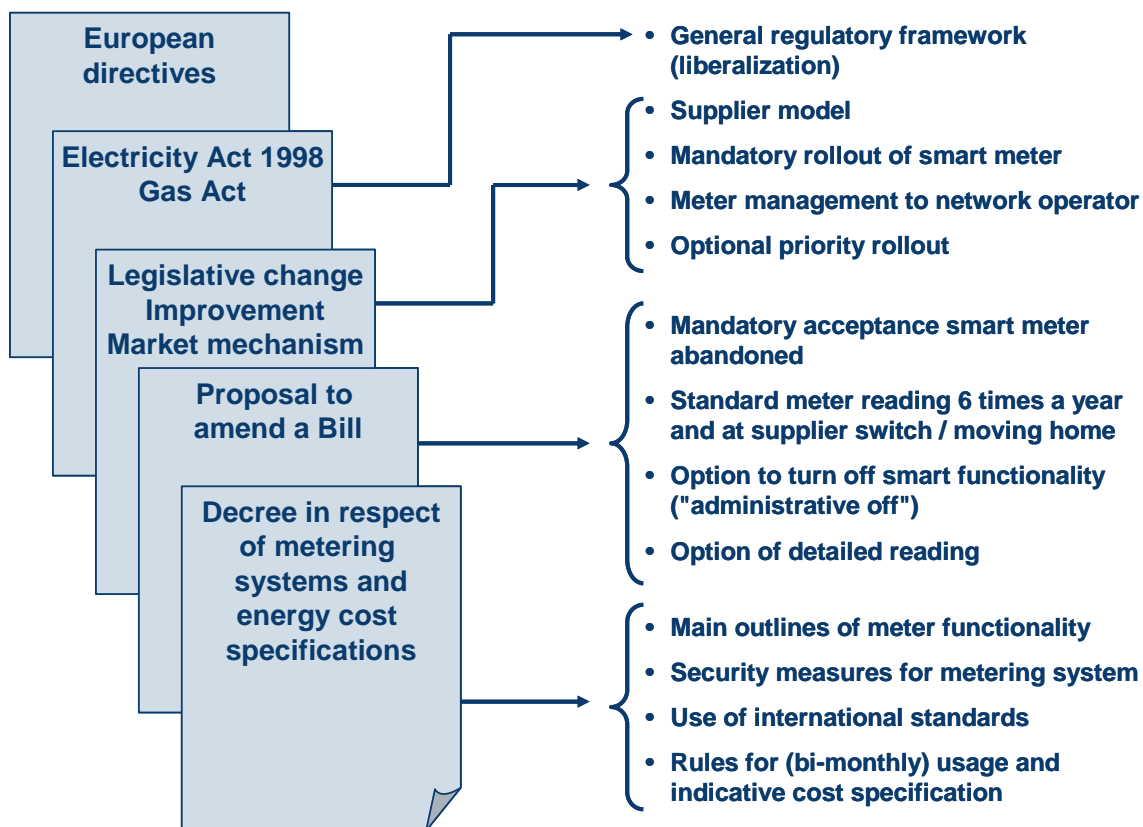 European
directives
Electricity Act 1998
Gas Act
Legislative change
Improvement
Market mechanism
Proposal to
amend a Bill
Decree in respect
of metering
systems and
energy cost
specifications
• General regulatory framework
(liberalization)
• Supplier model
• Mandatory rollout of smart meter
• Meter management to network operator
• Optional priority rollout
• Mandatory acceptance smart meter
abandoned
• Standard meter reading 6 times a year
and at supplier switch / moving home
• Option to turn off smart functionality
("administrative off")
• Option of detailed reading
• Main outlines of meter functionality
• Security measures for metering system
• Use of international standards
• Rules for (bi-monthly) usage and
indicative cost specification